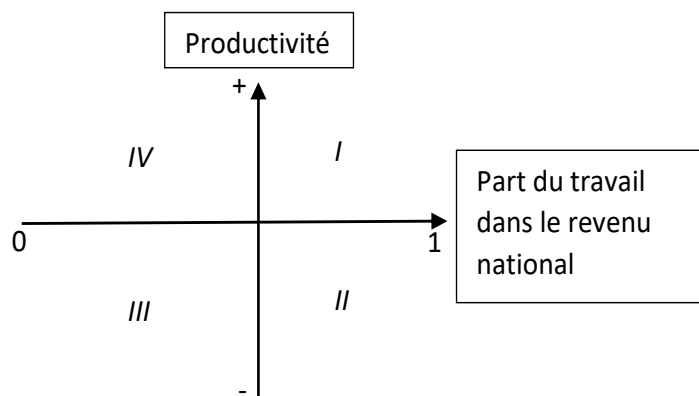 Productivité
+
IV
I
Part du travail
dans le revenu
national
0
1
III
II
-